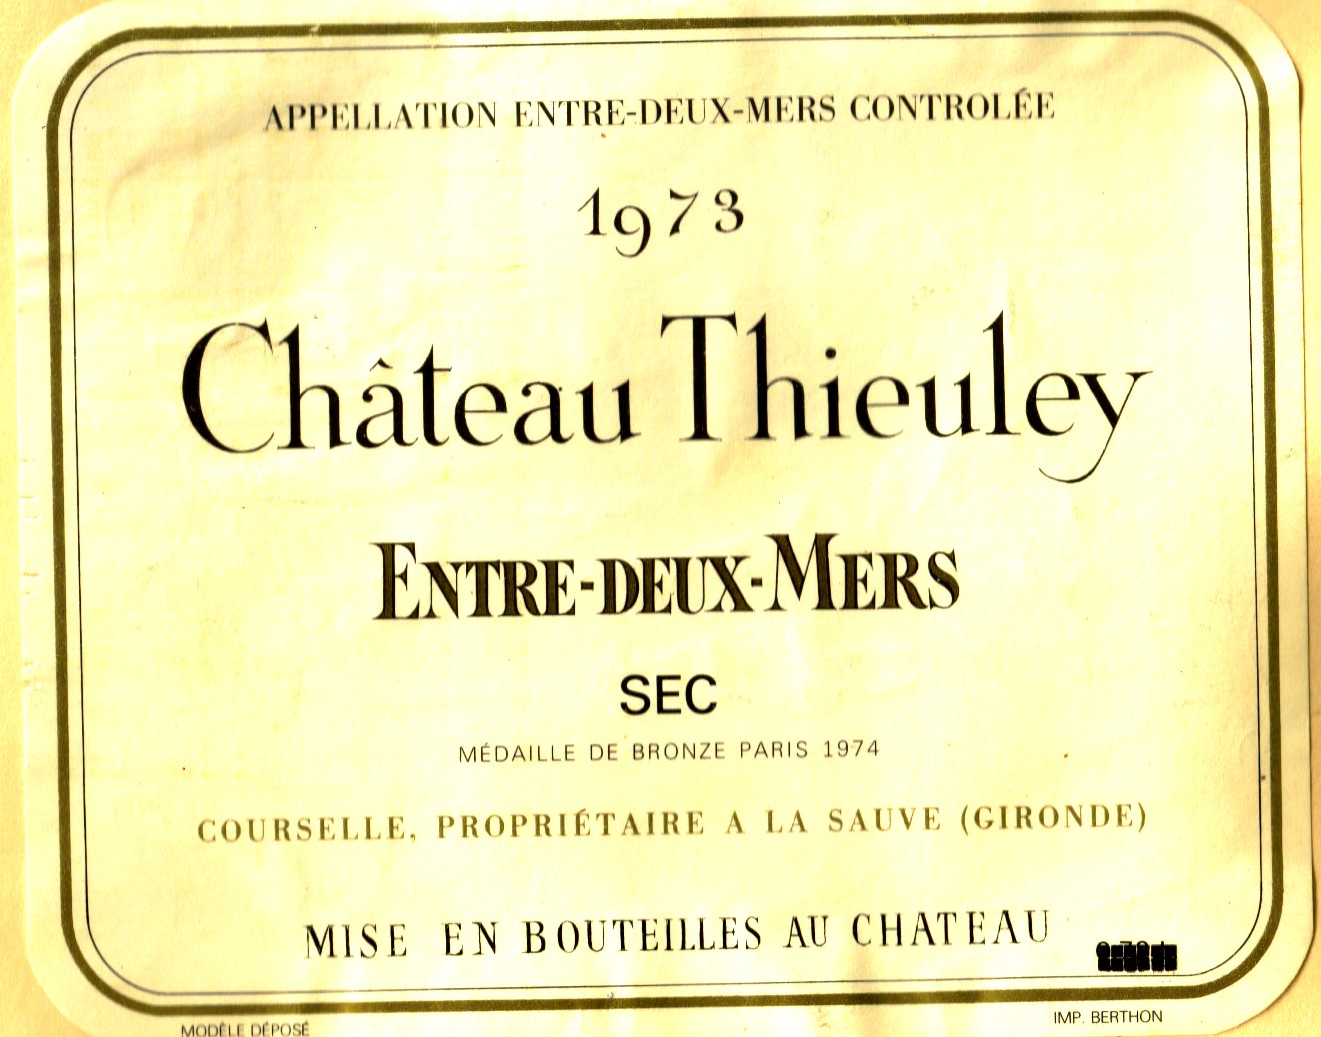 APPELLATION ENTRE-DEUX-MERS CONTROLÉE
1973
Château Thieuley
ENTRE-DEUX-MERS
SEC
MÉDAILLE DE BRONZE PARIS 1974
COURSELLE, PROPRIÉTAIRE A LA SAUVE (GIRONDE)
MISE EN BOUTEILLES AU CHATEAU
MODÈLE DÉPOSÉ
IMP. BERTHON